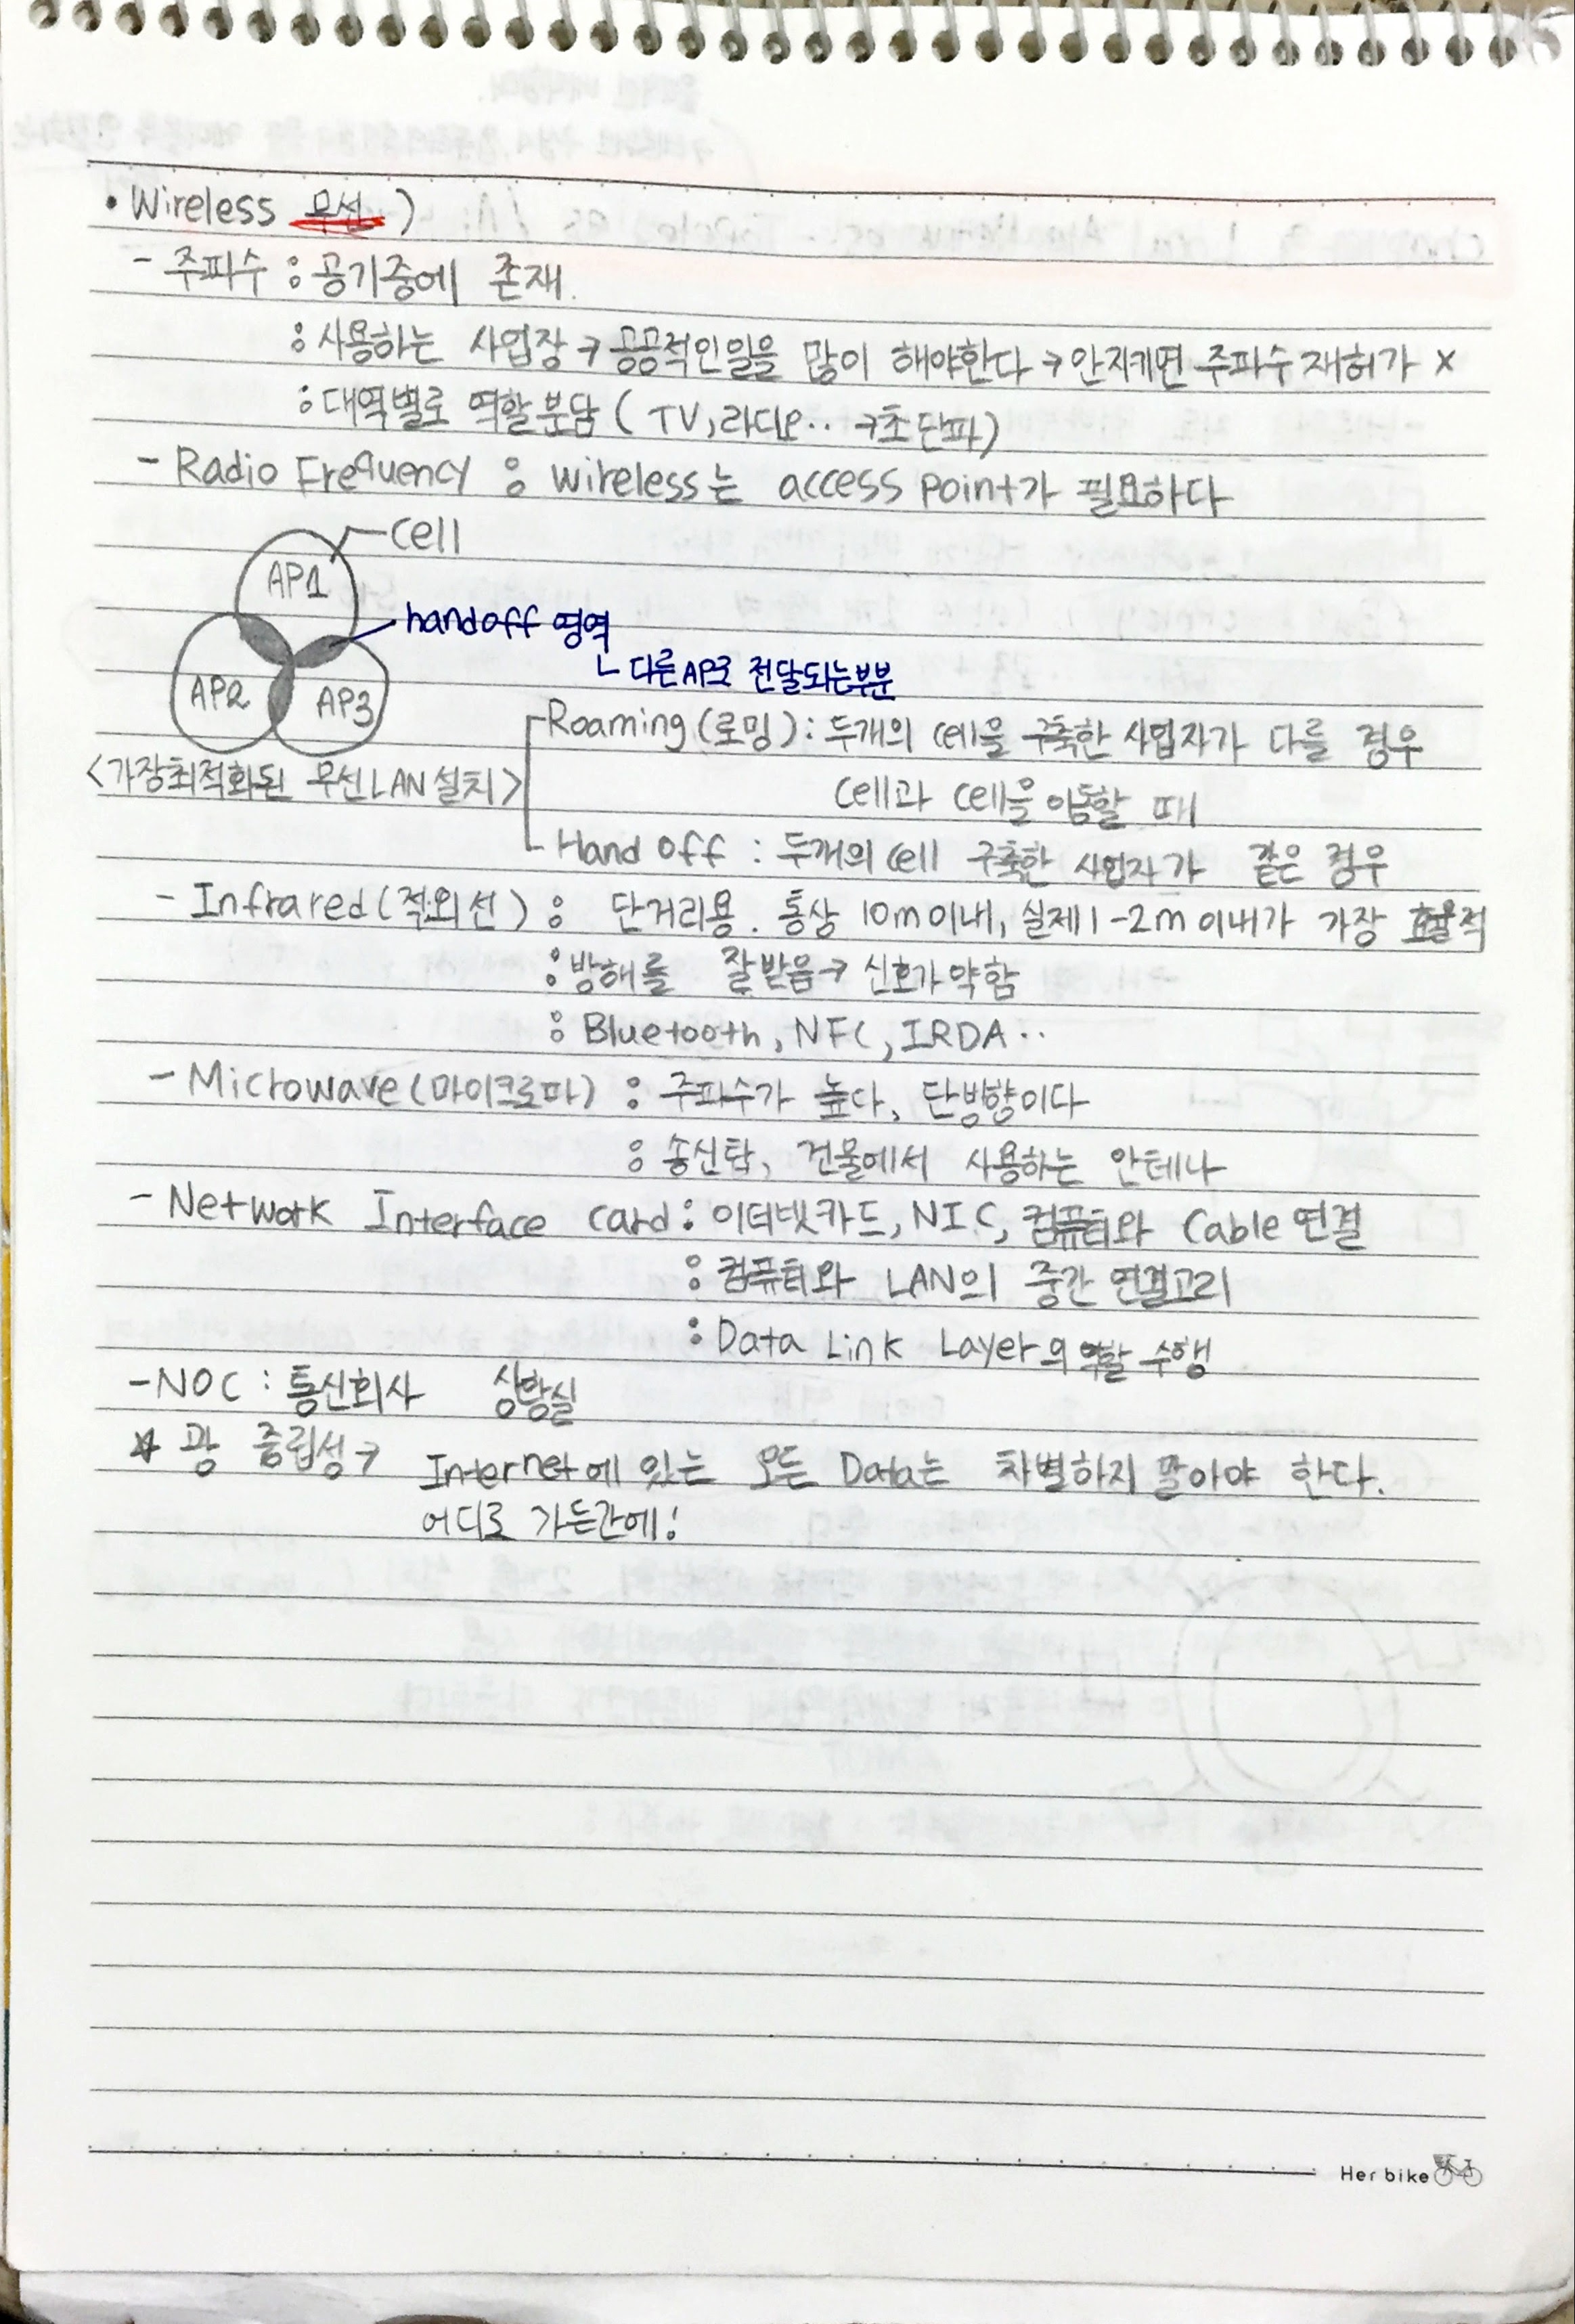 • Wireless 무선 )
- 주파수 : 공기중에 존재.
: 사용하는 사업장 → 공공적인일을 많이 해야한다 → 안지키면 주파수 재허가 x
: 대역별로 역할분담 ( TV, 라디오.. → 초단파)
- Radio Frequency : wireless는 access point가 필요하다
cell
AP1
handoff 영역
└ 다른AP로 전달되는부분
AP2 AP3
Roaming (로밍) : 두개의 cell을 구축한 사업자가 다를 경우
<가장최적화된 무선LAN설치>
cell과 cell을 이동할 때
Hand off : 두개의 cell 구축한 사업자가 같은 경우
- Infrared (적외선) : 단거리용. 통상 10m이내, 실제1-2m이내가 가장 효율적
: 방해를 잘받음 → 신호가 약함
: Bluetooth, NFC, IRDA..
- Microwave (마이크로파) : 주파수가 높다, 단방향이다
: 송신탑, 건물에서 사용하는 안테나
- Network Interface card : 이더넷카드, NIC, 컴퓨터와 Cable 연결
: 컴퓨터와 LAN의 중간 연결고리
: Data Link Layer의 역할 수행
- NOC : 통신회사 상황실
☆ 망 중립성 → Internet에 있는 모든 Data는 차별하지 말아야 한다.
어디로 가든간에!
Her bike